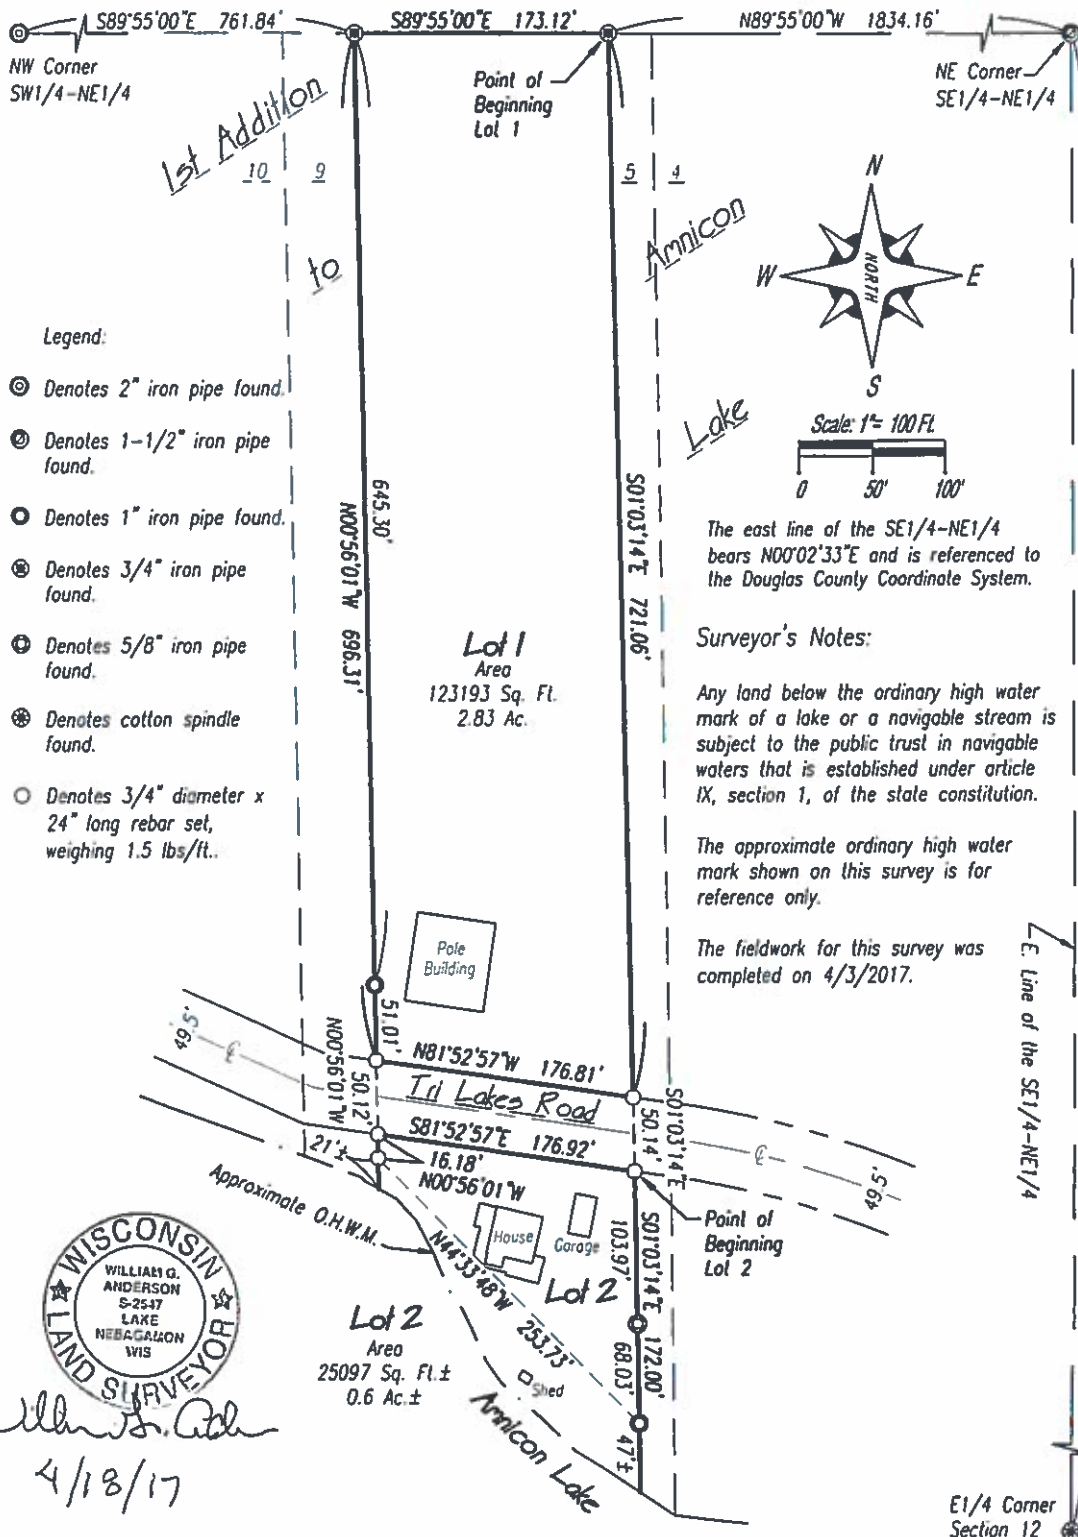 S89°55'00"E 761.84'
S89°55'00"E 173.12'
N89°55'00"W 1834.16'
NW Corner
SW1/4-NE1/4
Point of
Beginning
Lot 1
NE Corner
SE1/4-NE1/4
1st Addition
to
Amnicon
Lake
10 9
5 4
N
W E
S
NORTH
Scale: 1"= 100 Ft.
0 50' 100'
The east line of the SE1/4-NE1/4
bears N00°02'33"E and is referenced to
the Douglas County Coordinate System.
Legend:
Denotes 2" iron pipe found.
Denotes 1-1/2" iron pipe
found.
Denotes 1" iron pipe found.
Denotes 3/4" iron pipe
found.
Denotes 5/8" iron pipe
found.
Denotes cotton spindle
found.
Denotes 3/4" diameter x
24" long rebar set,
weighing 1.5 lbs/ft..
645.30'
N00°56'01"W 696.31'
S01°03'14"E 721.06'
Lot 1
Area
123193 Sq. Ft.
2.83 Ac.
Surveyor's Notes:
Any land below the ordinary high water
mark of a lake or a navigable stream is
subject to the public trust in navigable
waters that is established under article
IX, section 1, of the state constitution.
The approximate ordinary high water
mark shown on this survey is for
reference only.
The fieldwork for this survey was
completed on 4/3/2017.
E. Line of the SE1/4-NE1/4
Pole
Building
51.01'
49.5'
N00°56'01"W
50.12'
N81°52'57"W 176.81'
Tri Lakes Road
S81°52'57"E 176.92'
S01°03'14"E
50.14'
49.5'
21'±
16.18'
N00°56'01"W
Approximate O.H.W.M.
House
Garage
Point of
Beginning
Lot 2
N44°33'48"W 253.73'
Lot 2
S01°03'14"E 172.00'
103.97'
68.03'
47'±
Lot 2
Area
25097 Sq. Ft.±
0.6 Ac.±
Shed
Amnicon Lake
WISCONSIN
WILLIAM G.
ANDERSON
S-2547
LAKE
NEBAGAMON
WIS
LAND SURVEYOR
4/18/17
E1/4 Corner
Section 12